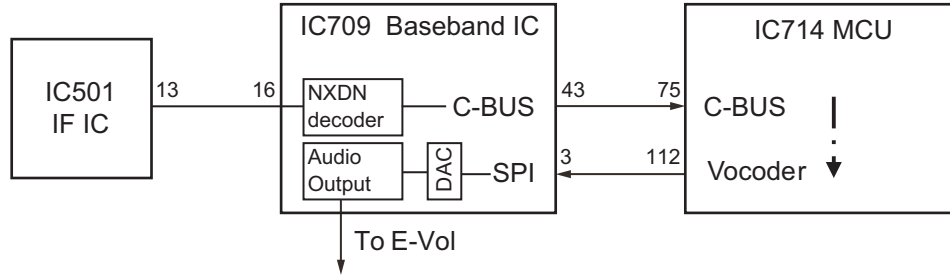 IC709 Baseband IC
IC714 MCU
IC501
IF IC
13
16
NXDN
decoder
C-BUS
43
75
C-BUS
Audio
Output
DAC
SPI
3
112
Vocoder
To E-Vol